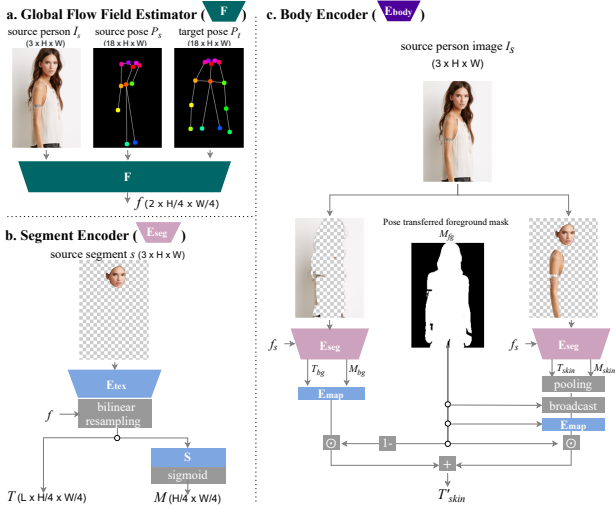 a. Global Flow Field Estimator ( F )
source person Is
(3 x H x W)
source pose Ps
(18 x H x W)
target pose Pt
(18 x H x W)
F
f (2 x H/4 x W/4)
b. Segment Encoder ( Eseg )
source segment s (3 x H x W)
Etex
f
bilinear
resampling
S
sigmoid
T (L x H/4 x W/4)
M (H/4 x W/4)
c. Body Encoder ( Ebody )
source person image Is
(3 x H x W)
Pose transferred foreground mask
Mfg
fs
Eseg
Tbg
Mbg
Emap
fs
Eseg
Tskin
Mskin
pooling
broadcast
Emap
1-
+
T'skin